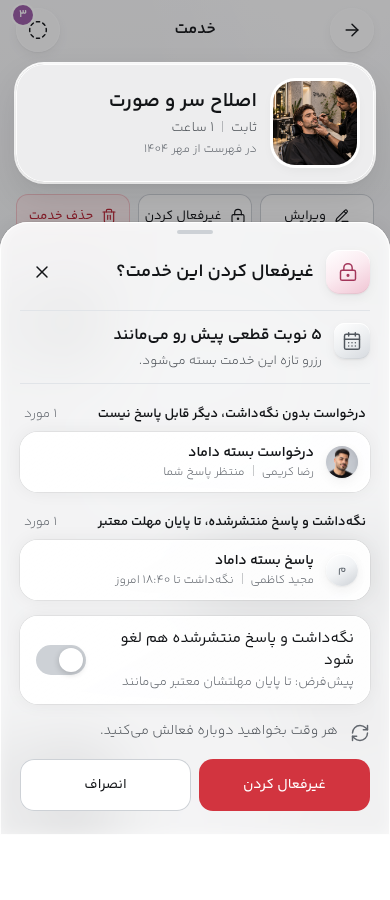 خدمت
۳
اصلاح سر و صورت
ثابت | ۱ ساعت
در فهرست از مهر ۱۴۰۴
ویرایش
غیرفعال کردن
حذف خدمت
غیرفعال کردن این خدمت؟
۵ نوبت قطعی پیش رو می‌مانند
رزرو تازه این خدمت بسته می‌شود.
درخواست بدون نگه‌داشت، دیگر قابل پاسخ نیست
۱ مورد
درخواست بسته داماد
رضا کریمی | منتظر پاسخ شما
نگه‌داشت و پاسخ منتشرشده، تا پایان مهلت معتبر
۱ مورد
م
پاسخ بسته داماد
مجید کاظمی | نگه‌داشت تا ۱۸:۴۰ امروز
نگه‌داشت و پاسخ منتشرشده هم لغو
شود
پیش‌فرض: تا پایان مهلتشان معتبر می‌مانند
هر وقت بخواهید دوباره فعالش می‌کنید.
غیرفعال کردن
انصراف